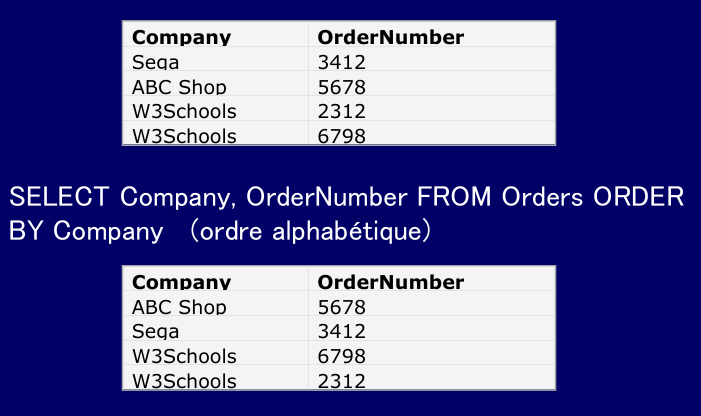 Company OrderNumber
Sega 3412
ABC Shop 5678
W3Schools 2312
W3Schools 6798
SELECT Company, OrderNumber FROM Orders ORDER
BY Company （ordre alphabétique）
Company OrderNumber
ABC Shop 5678
Sega 3412
W3Schools 6798
W3Schools 2312